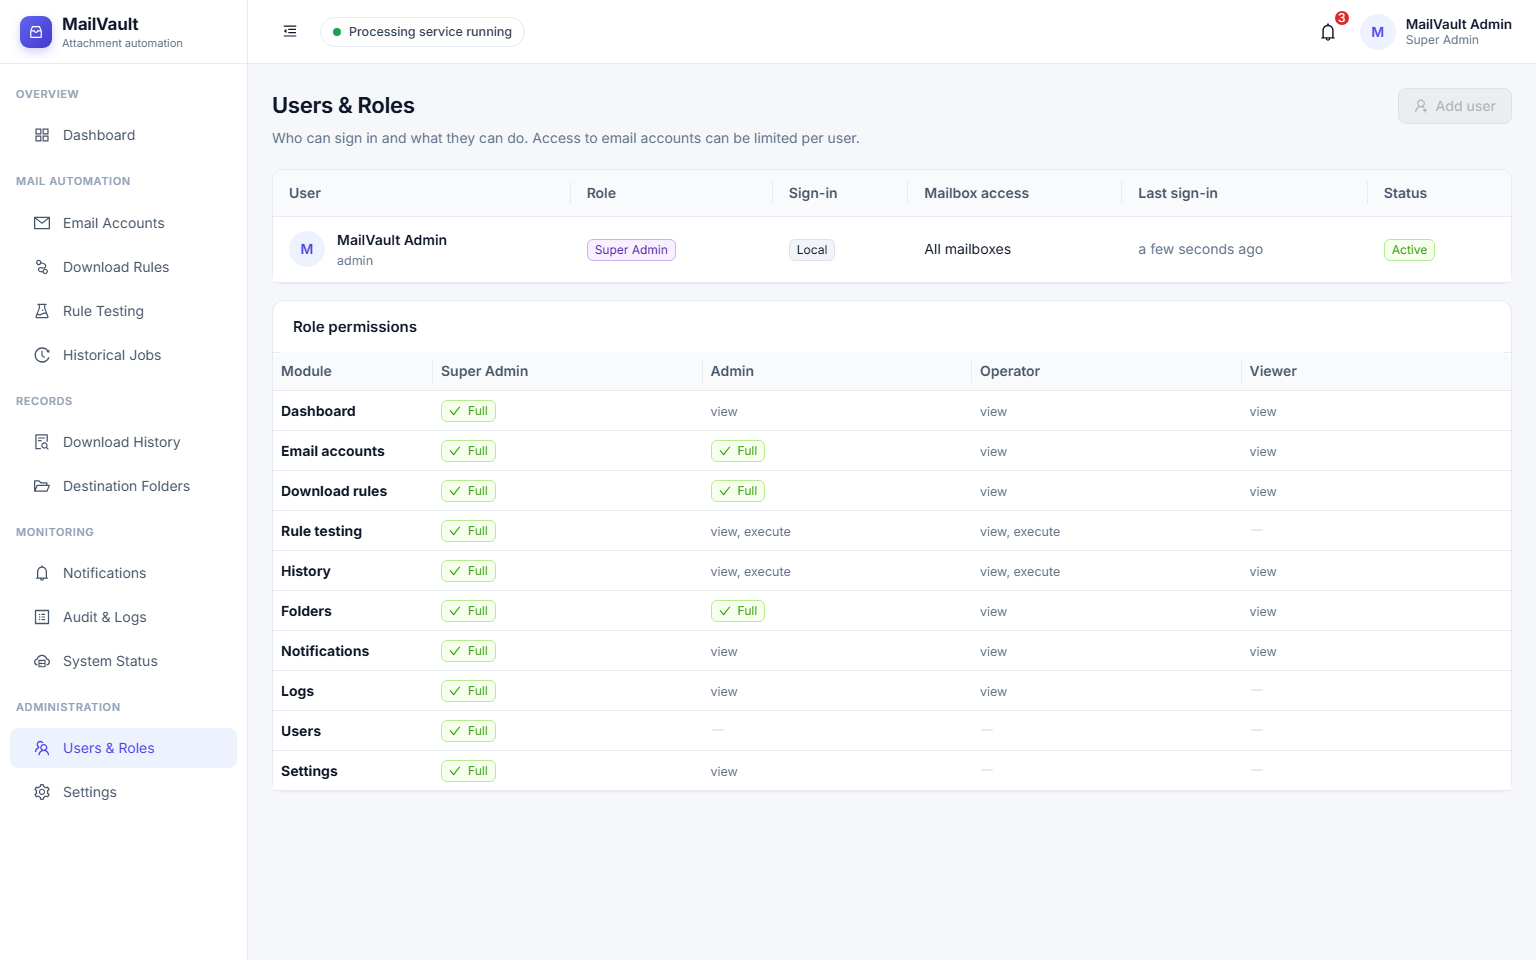 MailVault
Attachment automation
Processing service running
3
M
MailVault Admin
Super Admin
OVERVIEW
Dashboard
MAIL AUTOMATION
Email Accounts
Download Rules
Rule Testing
Historical Jobs
RECORDS
Download History
Destination Folders
MONITORING
Notifications
Audit & Logs
System Status
ADMINISTRATION
Users & Roles
Settings
Users & Roles
Add user
Who can sign in and what they can do. Access to email accounts can be limited per user.
User Role Sign-in Mailbox access Last sign-in Status
M MailVault Admin Super Admin Local All mailboxes a few seconds ago Active
admin
Role permissions
Module Super Admin Admin Operator Viewer
Dashboard Full view view view
Email accounts Full Full view view
Download rules Full Full view view
Rule testing Full view, execute view, execute —
History Full view, execute view, execute view
Folders Full Full view view
Notifications Full view view view
Logs Full view view —
Users Full — — —
Settings Full view — —